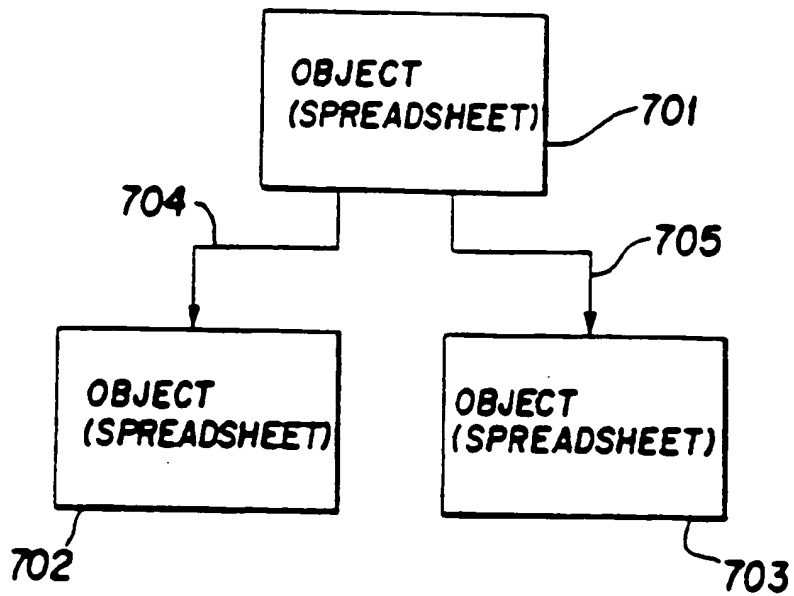 OBJECT
(SPREADSHEET)
701
704
705
OBJECT
(SPREADSHEET)
OBJECT
(SPREADSHEET)
702
703